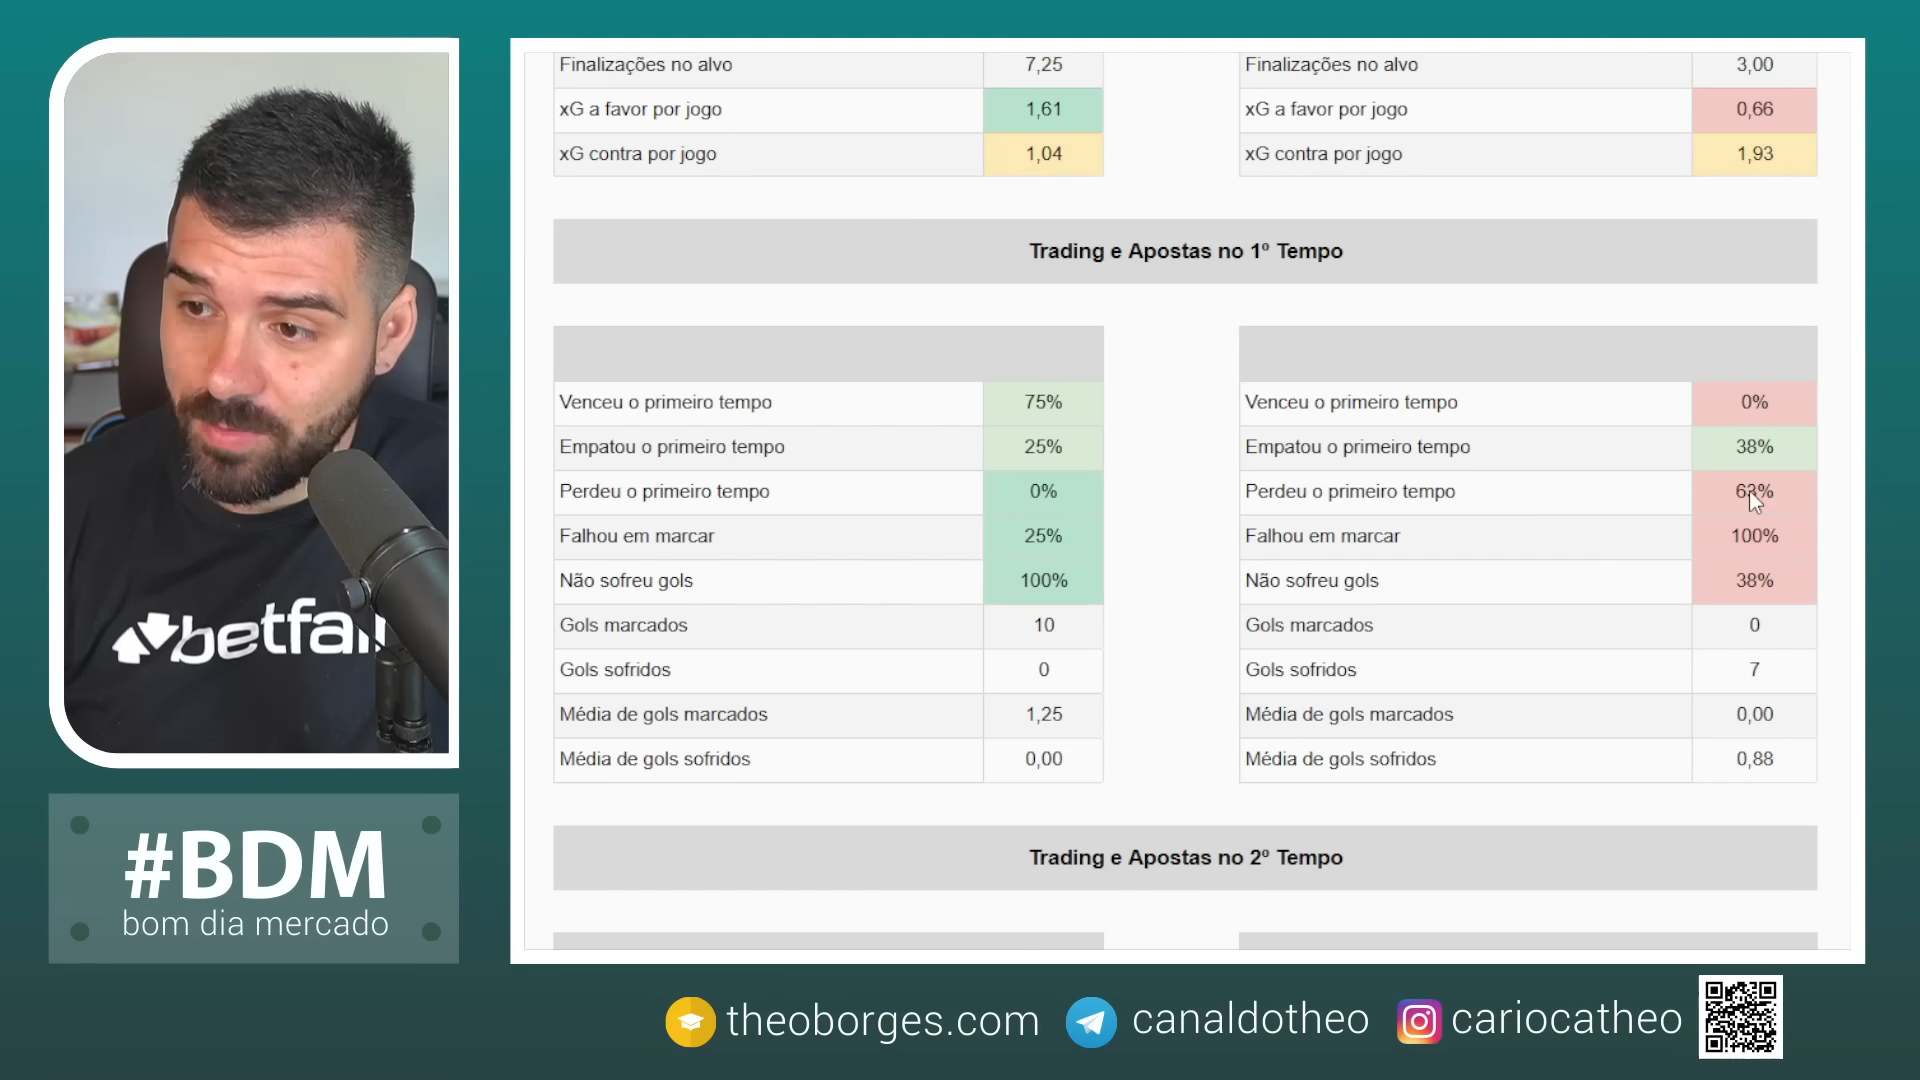 Finalizações no alvo 7,25 Finalizações no alvo 3,00
xG a favor por jogo 1,61 xG a favor por jogo 0,66
xG contra por jogo 1,04 xG contra por jogo 1,93
Trading e Apostas no 1º Tempo
Venceu o primeiro tempo 75% Venceu o primeiro tempo 0%
Empatou o primeiro tempo 25% Empatou o primeiro tempo 38%
Perdeu o primeiro tempo 0% Perdeu o primeiro tempo 63%
Falhou em marcar 25% Falhou em marcar 100%
Não sofreu gols 100% Não sofreu gols 38%
Gols marcados 10 Gols marcados 0
Gols sofridos 0 Gols sofridos 7
Média de gols marcados 1,25 Média de gols marcados 0,00
Média de gols sofridos 0,00 Média de gols sofridos 0,88
Trading e Apostas no 2º Tempo
betfair
#BDM
bom dia mercado
theoborges.com canaldotheo cariocatheo